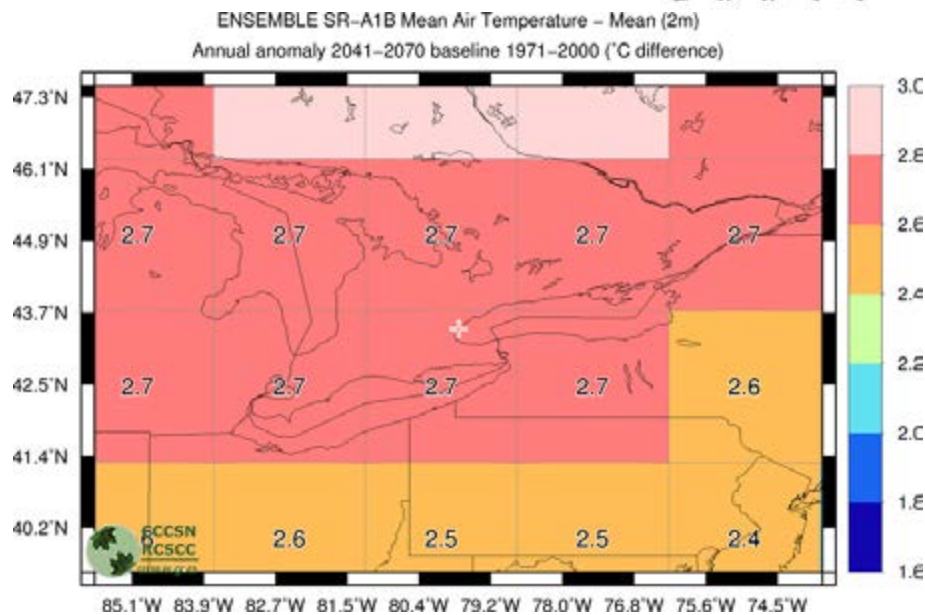 ENSEMBLE SR-A1B Mean Air Temperature - Mean (2m)
Annual anomaly 2041-2070 baseline 1971-2000 (˚C difference)
47.3˚N
46.1˚N
44.9˚N
43.7˚N
42.5˚N
41.4˚N
40.2˚N
2.7 2.7 2.7 2.7 2.7
2.7 2.7 2.7 2.7 2.6
2.6 2.5 2.5 2.4
CCCSN
RCSCC
85.1˚W 83.9˚W 82.7˚W 81.5˚W 80.4˚W 79.2˚W 78.0˚W 76.8˚W 75.6˚W 74.5˚W
3.0
2.8
2.6
2.4
2.2
2.0
1.8
1.6